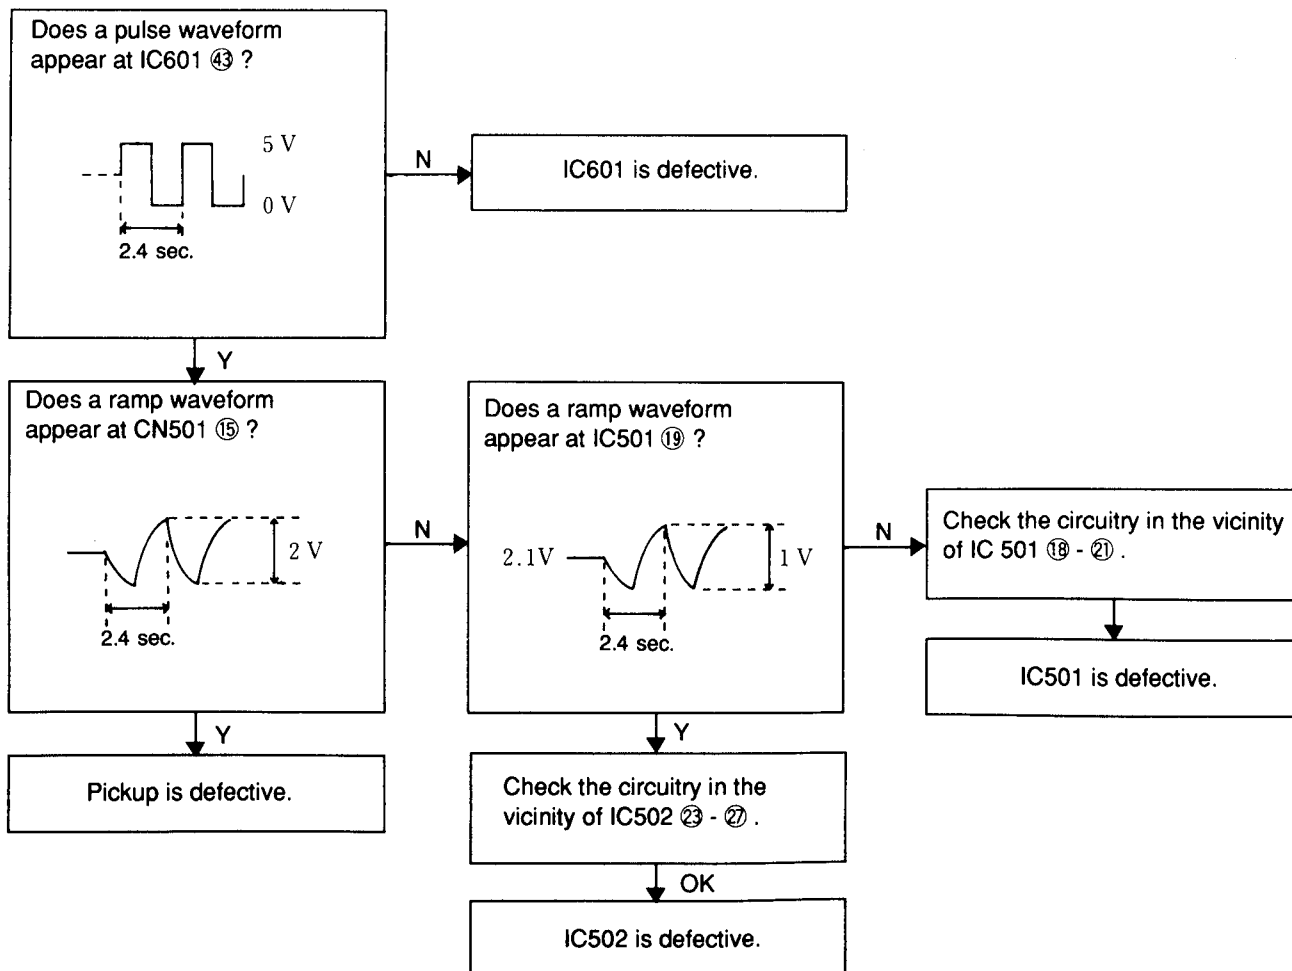 Does a pulse waveform
appear at IC601 ㊸ ?
5 V
0 V
2.4 sec.
N
IC601 is defective.
Y
Does a ramp waveform
appear at CN501 ⑮ ?
2 V
2.4 sec.
N
Does a ramp waveform
appear at IC501 ⑲ ?
2.1V
1 V
2.4 sec.
N
Check the circuitry in the vicinity
of IC 501 ⑱ - ㉑ .
IC501 is defective.
Y
Pickup is defective.
Y
Check the circuitry in the
vicinity of IC502 ㉓ - ㉗ .
OK
IC502 is defective.